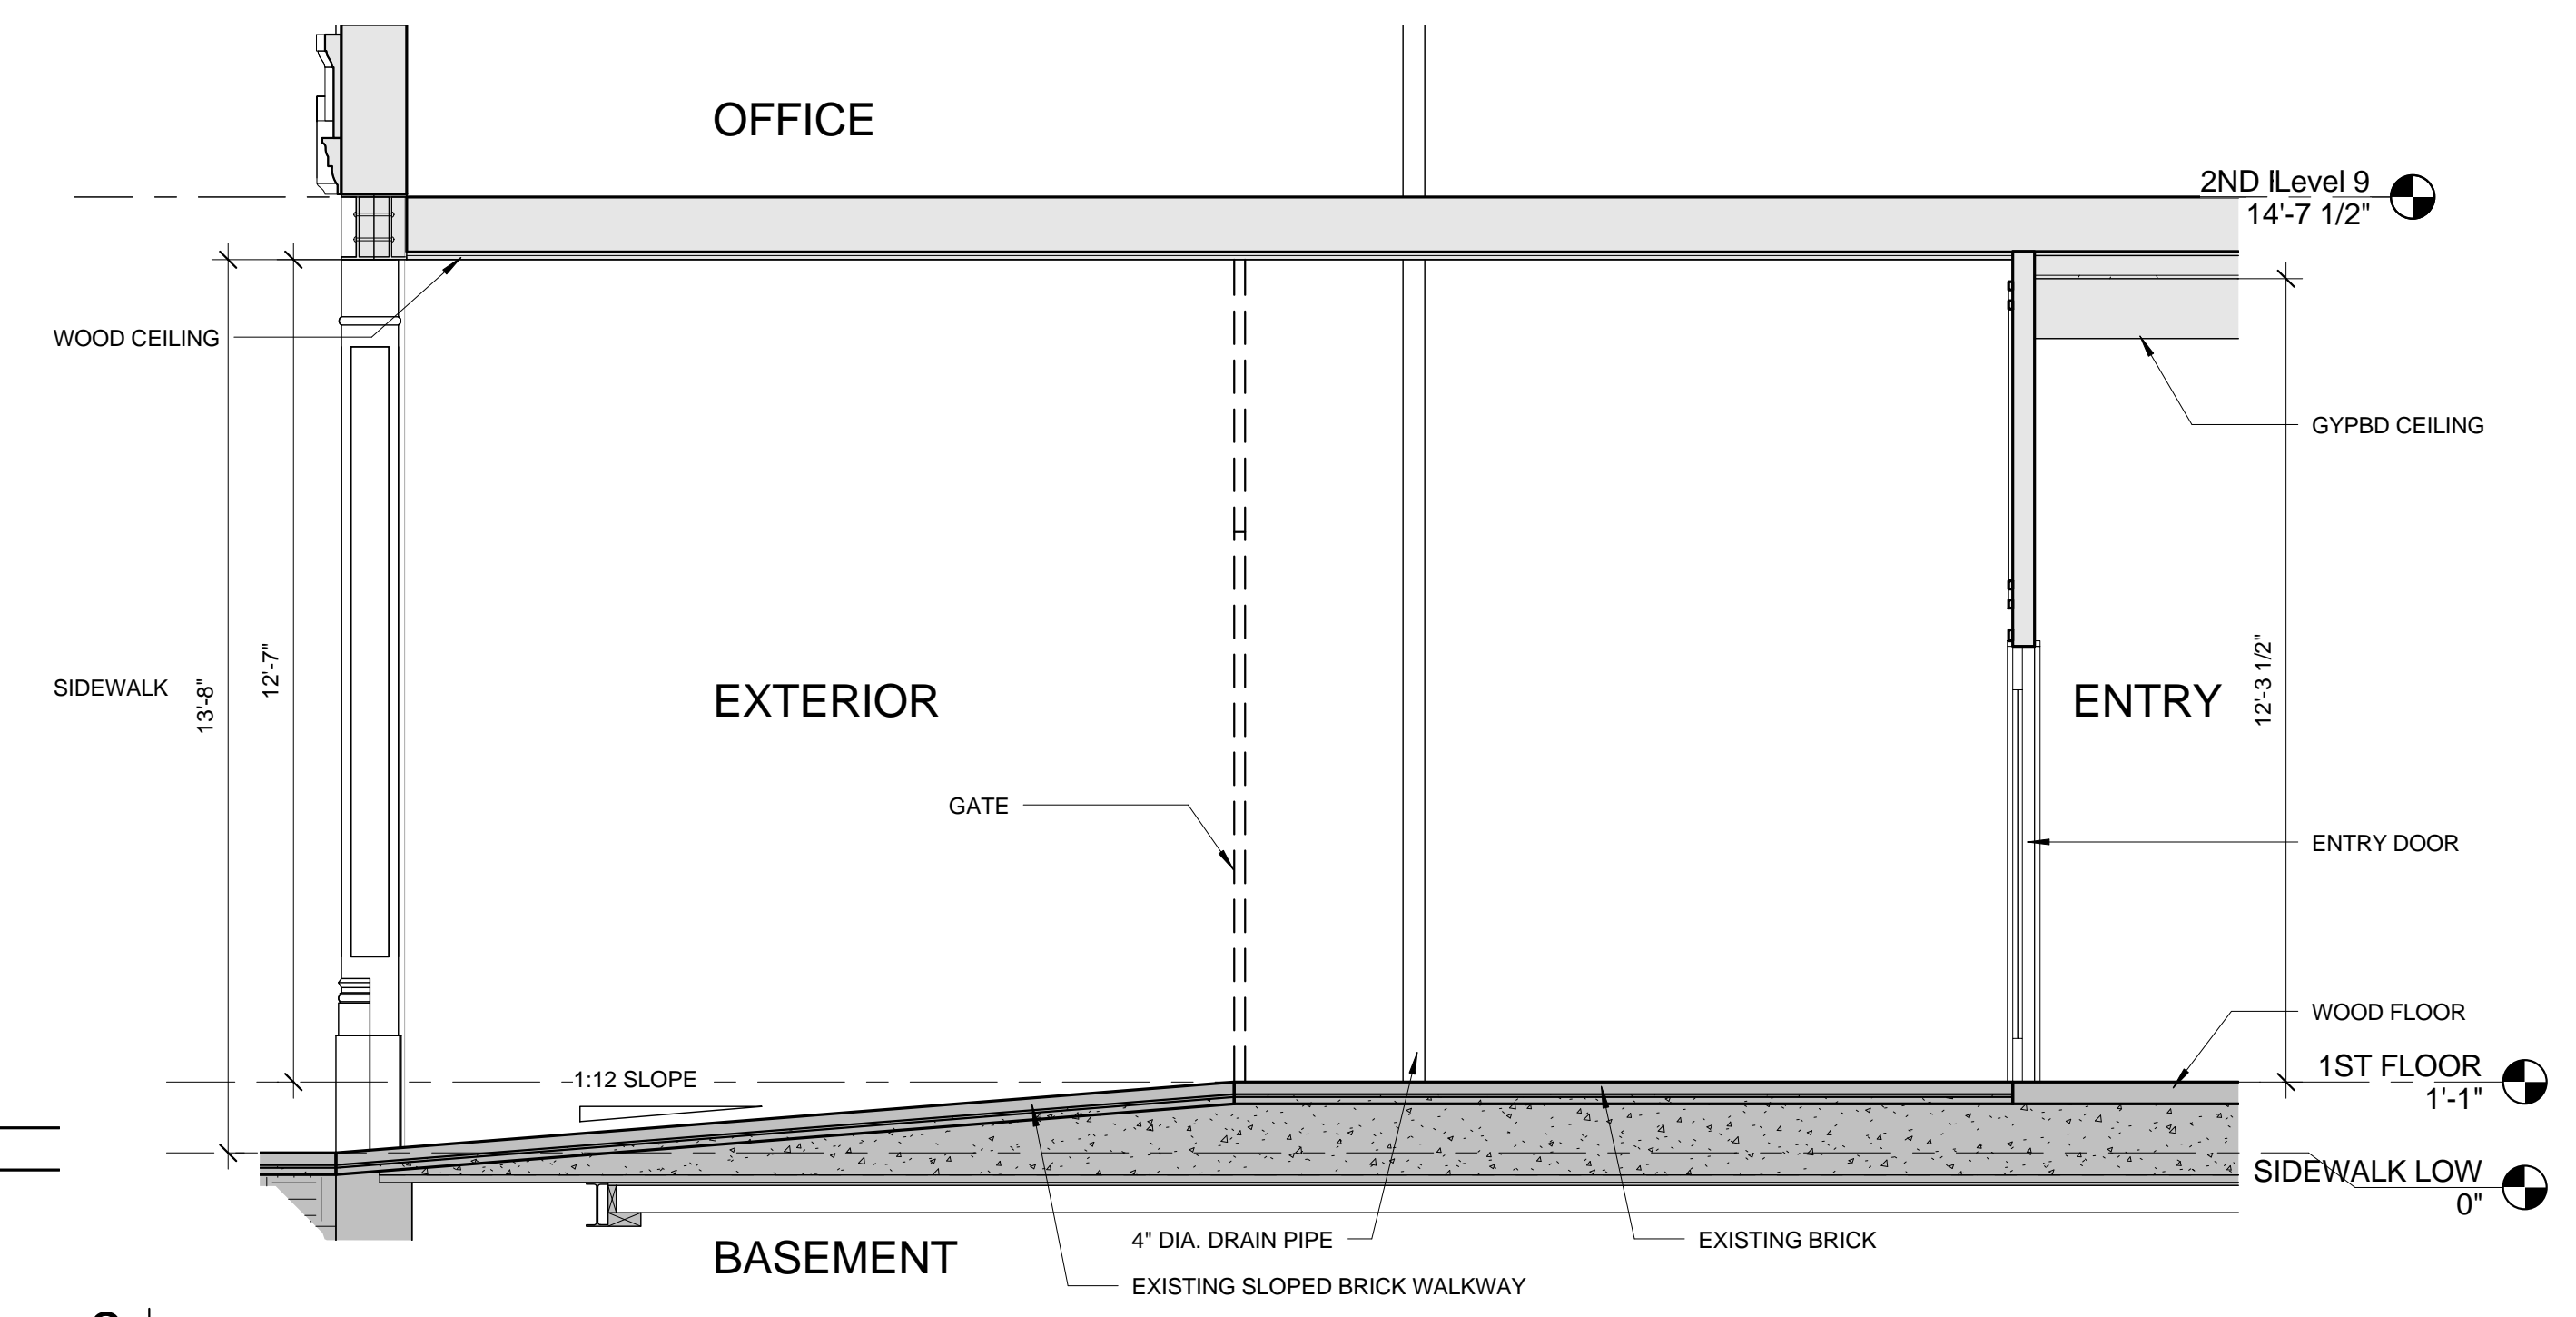 OFFICE
2ND Level 9
14'-7 1/2"
WOOD CEILING
GYPBD CEILING
SIDEWALK
13'-8"
12'-7"
EXTERIOR
ENTRY
12'-3 1/2"
GATE
ENTRY DOOR
WOOD FLOOR
1ST FLOOR
1'-1"
1:12 SLOPE
SIDEWALK LOW
0"
4" DIA. DRAIN PIPE
EXISTING BRICK
BASEMENT
EXISTING SLOPED BRICK WALKWAY